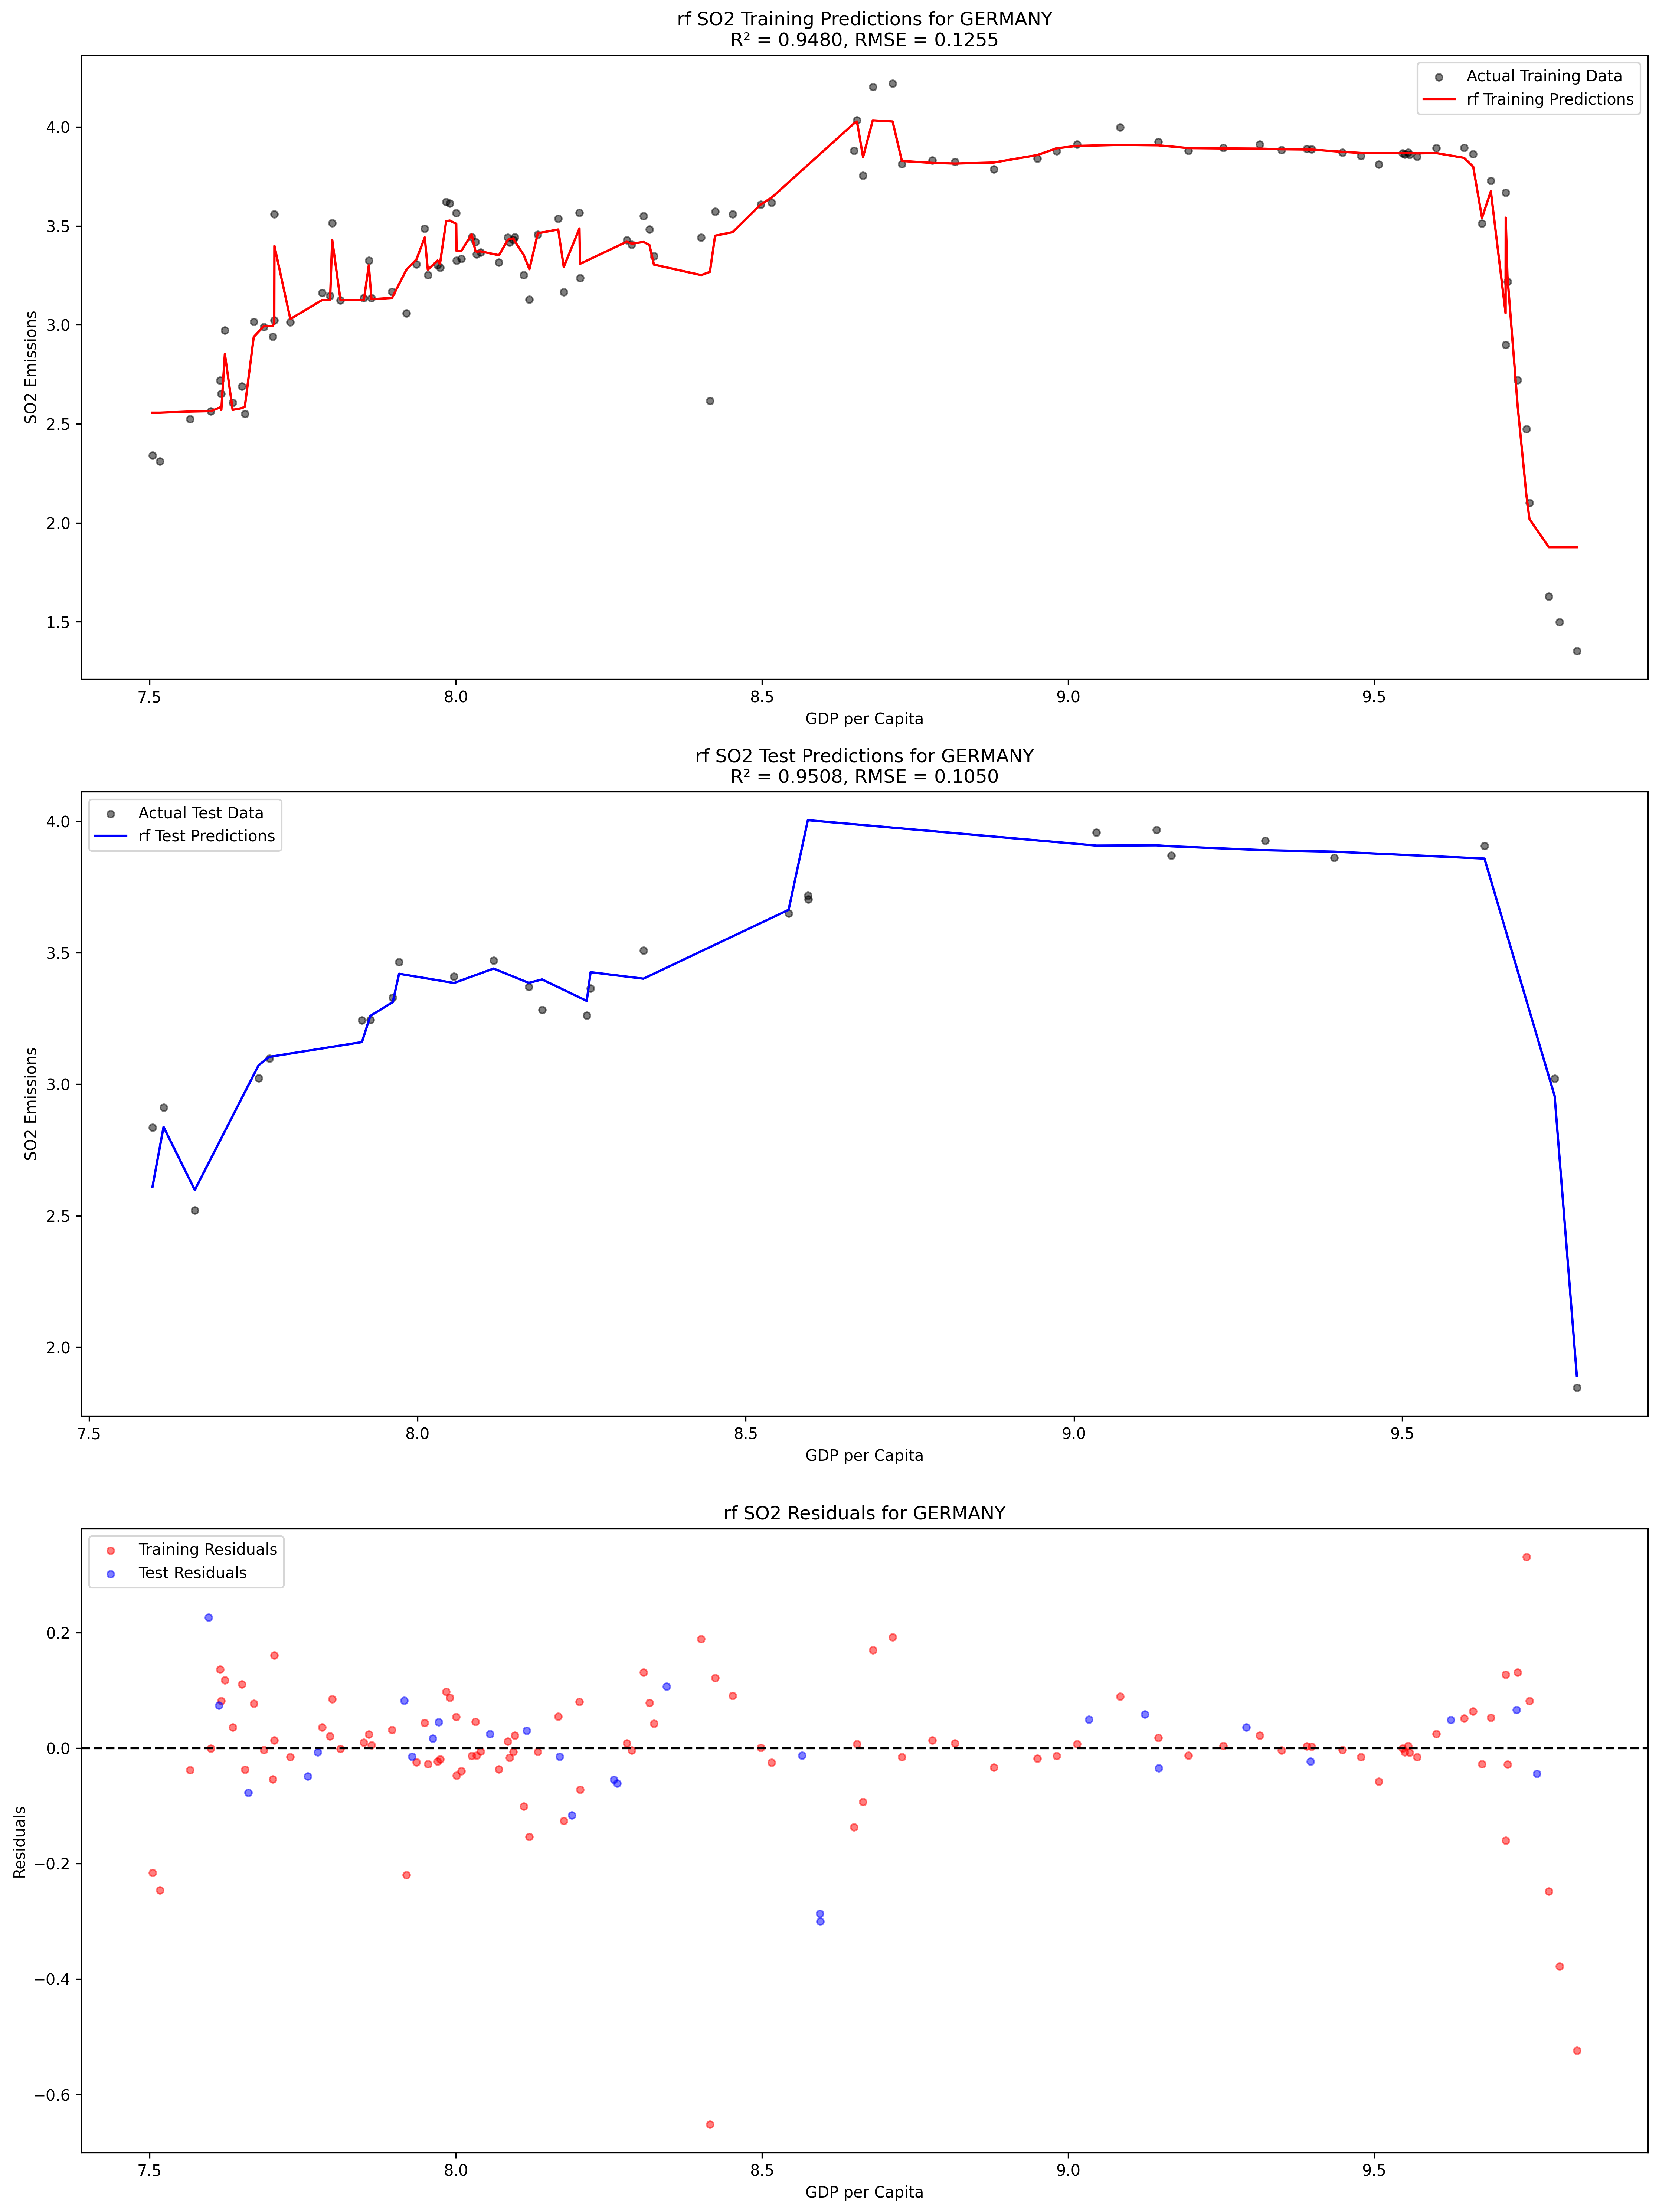 rf SO2 Training Predictions for GERMANY
R² = 0.9480, RMSE = 0.1255
Actual Training Data
rf Training Predictions
SO2 Emissions
4.0
3.5
3.0
2.5
2.0
1.5
7.5 8.0 8.5 9.0 9.5
GDP per Capita
rf SO2 Test Predictions for GERMANY
R² = 0.9508, RMSE = 0.1050
Actual Test Data
rf Test Predictions
SO2 Emissions
4.0
3.5
3.0
2.5
2.0
7.5 8.0 8.5 9.0 9.5
GDP per Capita
rf SO2 Residuals for GERMANY
Training Residuals
Test Residuals
Residuals
0.2
0.0
−0.2
−0.4
−0.6
7.5 8.0 8.5 9.0 9.5
GDP per Capita